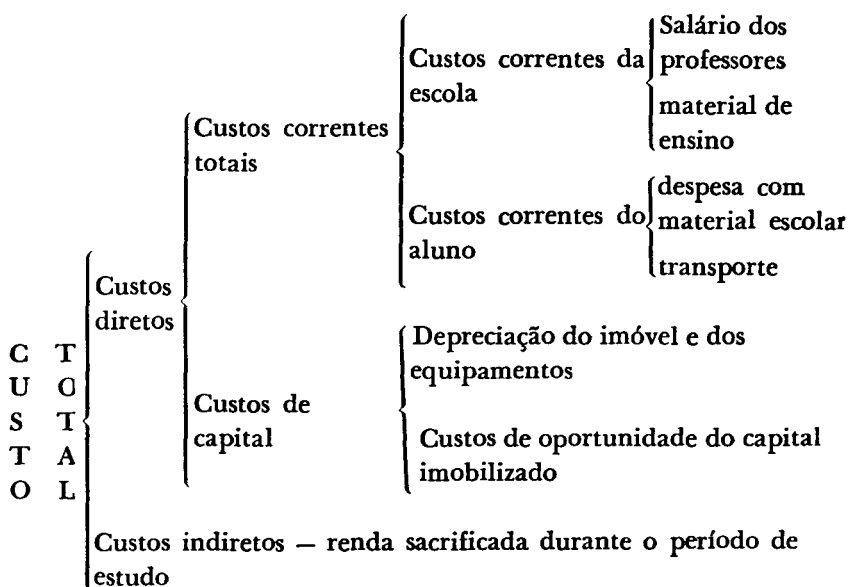 CUSTO TOTAL
Custos
diretos
Custos correntes
totais
Custos correntes da
escola
Salário dos
professores
material de
ensino
Custos correntes do
aluno
despesa com
material escolar
transporte
Custos de
capital
Depreciação do imóvel e dos
equipamentos
Custos de oportunidade do capital
imobilizado
Custos indiretos — renda sacrificada durante o período de
estudo